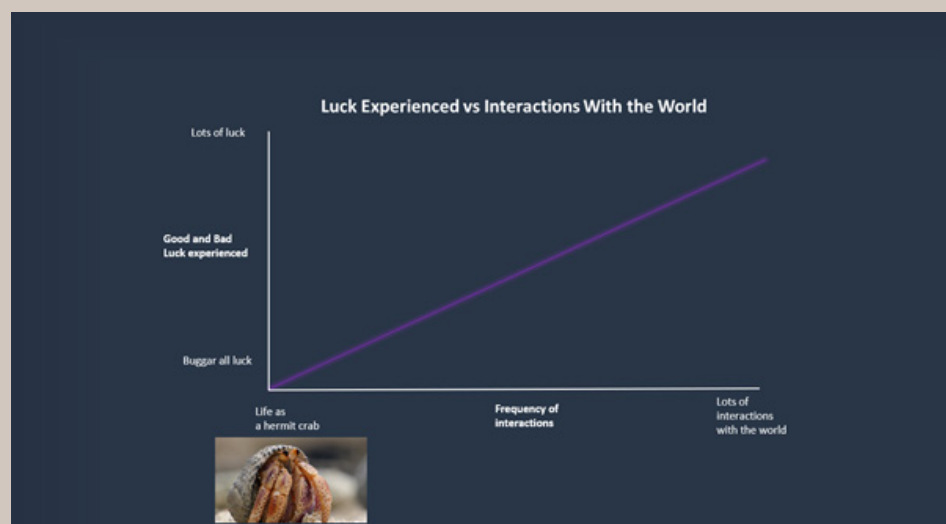 Luck Experienced vs Interactions With the World
Lots of luck
Good and Bad
Luck experienced
Buggar all luck
Life as
a hermit crab
Frequency of
interactions
Lots of
interactions
with the world